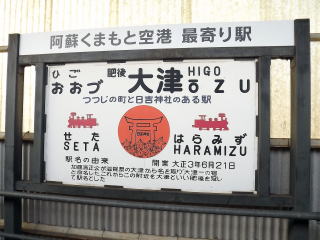 阿蘇くまもと空港 最寄り駅
ひご 肥後 HIGO
おおづ 大津 ōZU
つつじの町と日吉神社のある駅
せた はらみず
SETA HARAMIZU
駅名の由来 開業 大正3年6月21日